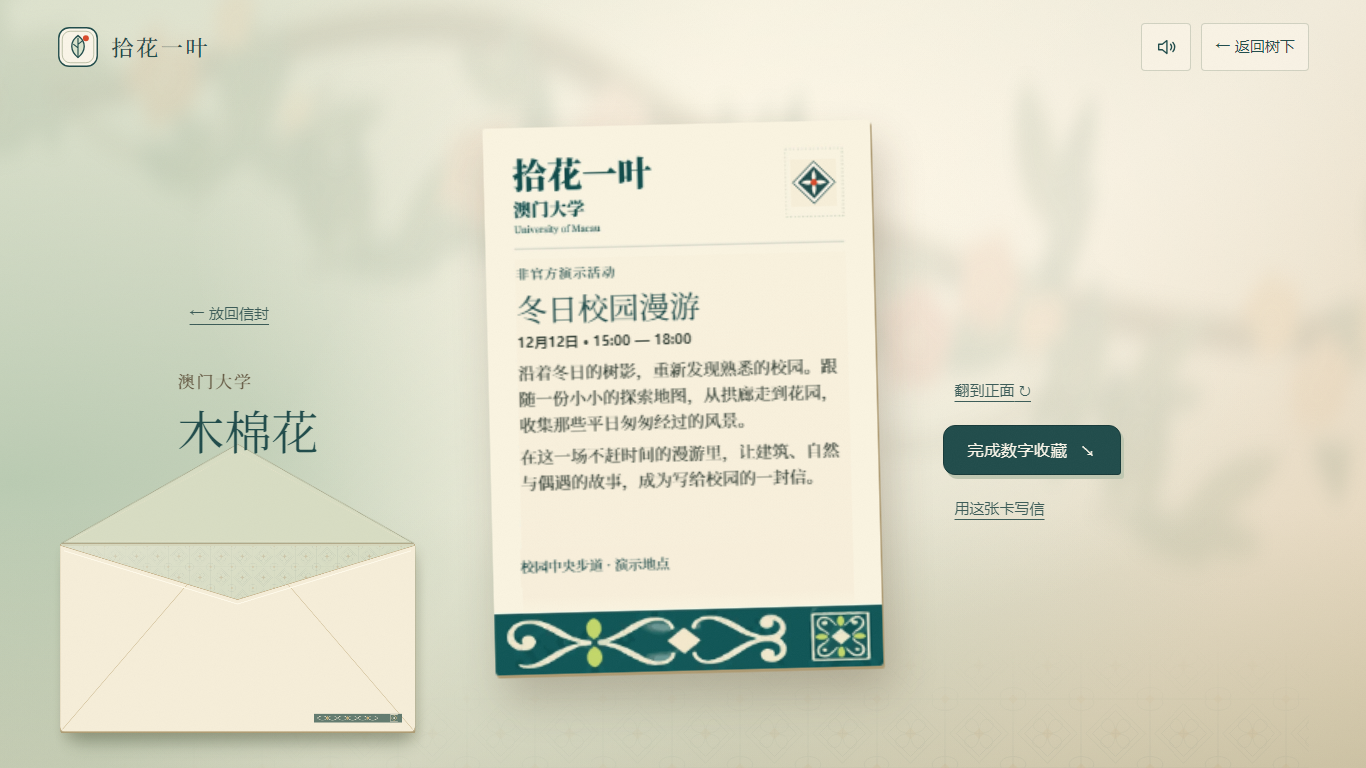 拾花一叶
← 返回树下
拾花一叶
澳门大学
University of Macau
非官方演示活动
冬日校园漫游
12月12日 • 15:00 — 18:00
沿着冬日的树影，重新发现熟悉的校园。跟
随一份小小的探索地图，从拱廊走到花园，
收集那些平日匆匆经过的风景。
在这一场不赶时间的漫游里，让建筑、自然
与偶遇的故事，成为写给校园的一封信。
校园中央步道 · 演示地点
← 放回信封
澳门大学
木棉花
翻到正面 ↻
完成数字收藏 ↘
用这张卡写信